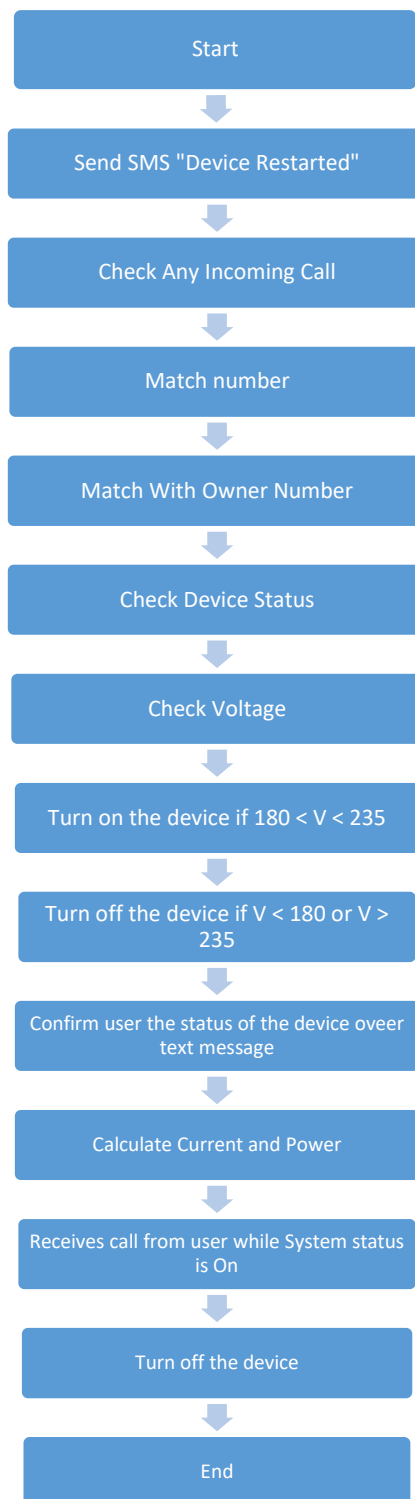 Start
Send SMS "Device Restarted"
Check Any Incoming Call
Match number
Match With Owner Number
Check Device Status
Check Voltage
Turn on the device if 180 < V < 235
Turn off the device if V < 180 or V >
235
Confirm user the status of the device oveer
text message
Calculate Current and Power
Receives call from user while System status
is On
Turn off the device
End